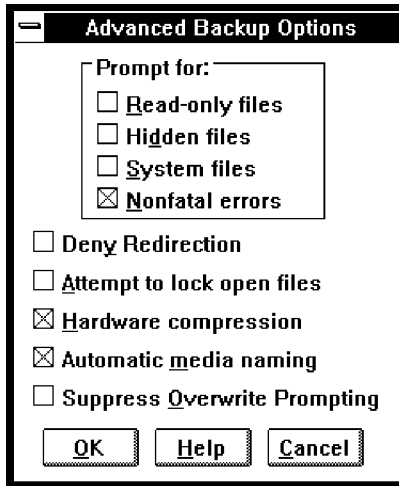 Advanced Backup Options
Prompt for:
Read-only files
Hidden files
System files
Nonfatal errors
Deny Redirection
Attempt to lock open files
Hardware compression
Automatic media naming
Suppress Overwrite Prompting
OK Help Cancel